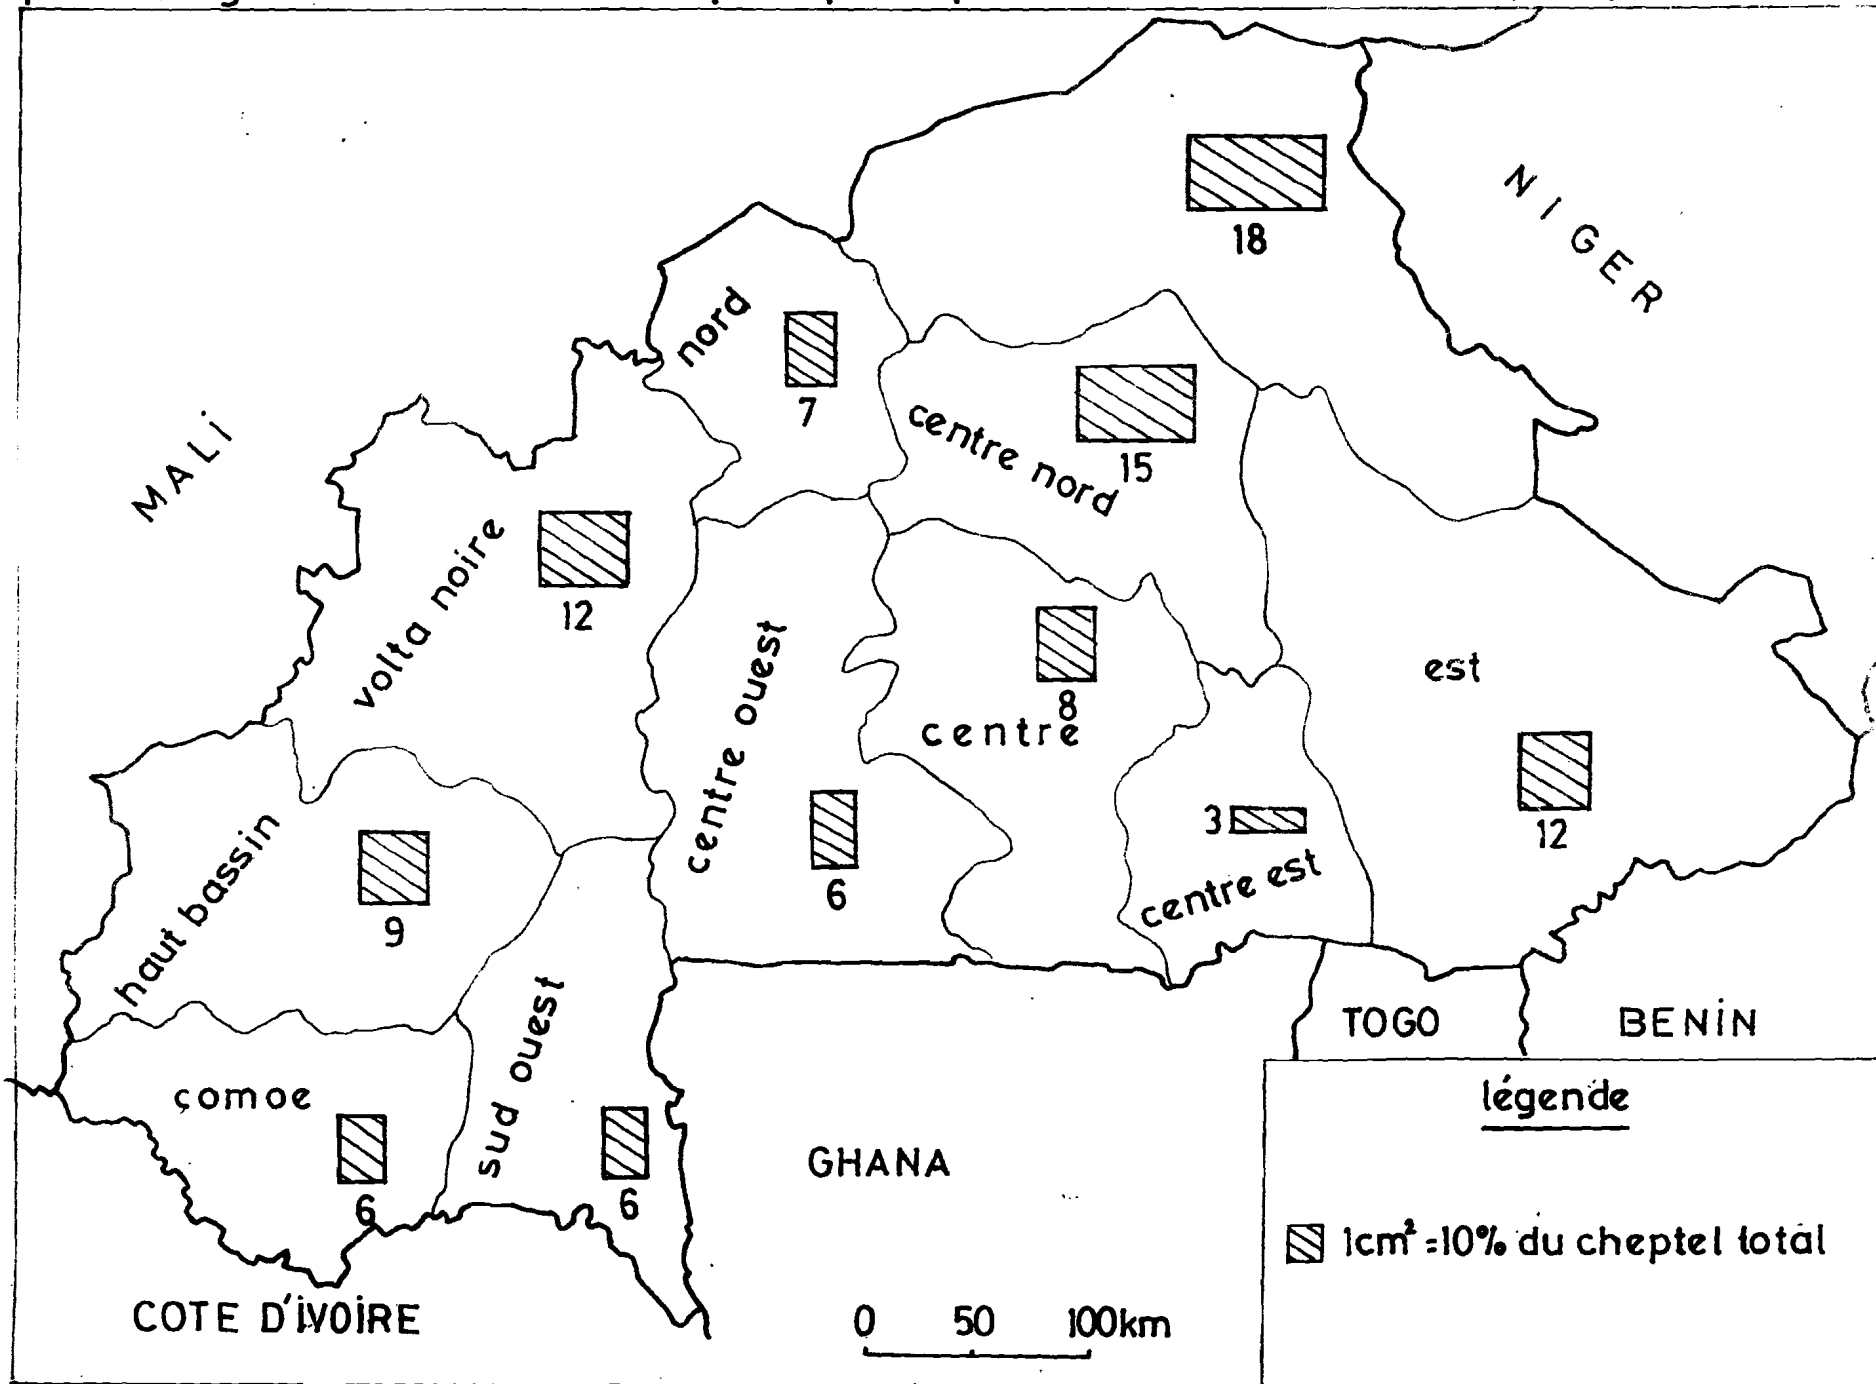 NIGER
18
nord
7
MALi
centre nord
15
volta noire
12
centre ouest
6
centre
8
est
12
3
centre est
haut bassin
9
comoe
6
sud ouest
6
TOGO
BENiN
GHANA
COTE D'iVOiRE
0 50 100km
légende
1cm² = 10% du cheptel total